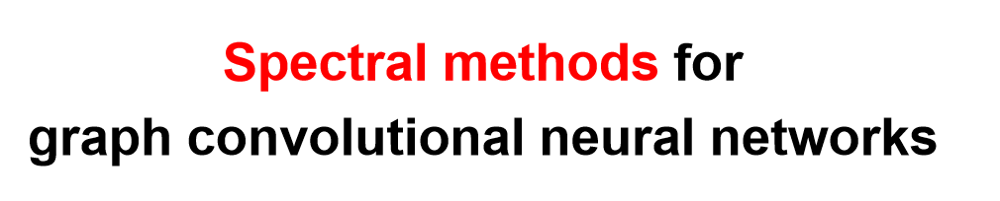 Spectral methods for
graph convolutional neural networks